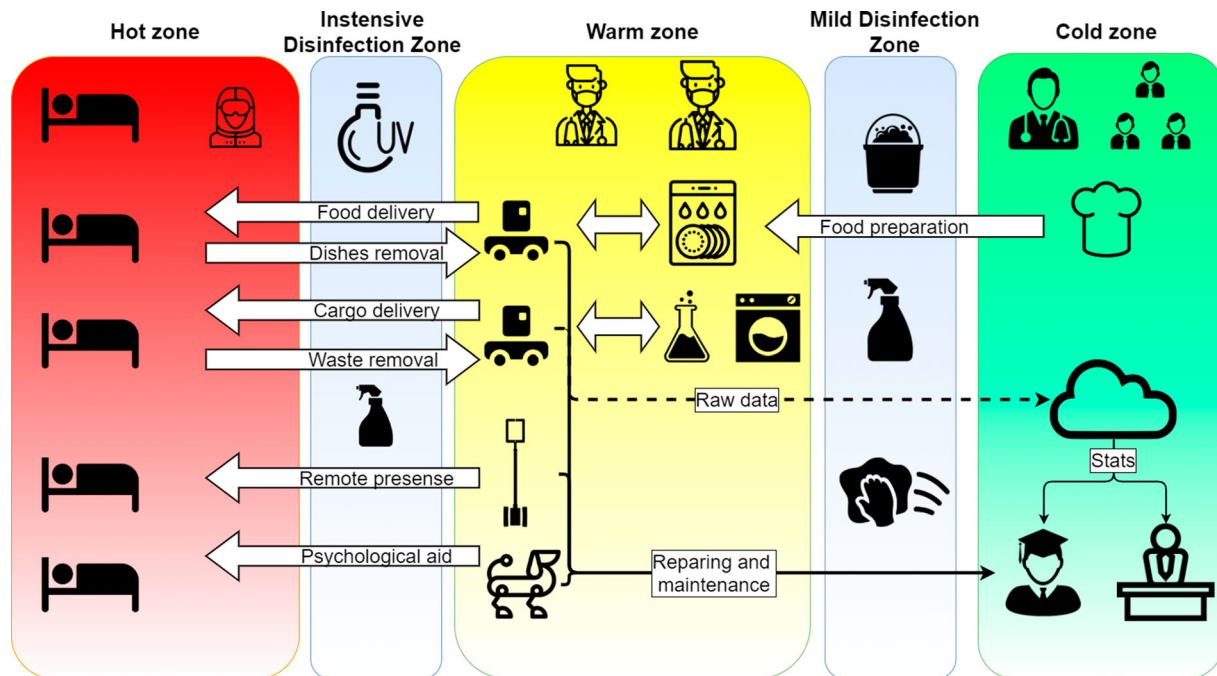 Hot zone
Instensive
Disinfection Zone
Warm zone
Mild Disinfection
Zone
Cold zone
UV
Food delivery
Food preparation
Dishes removal
Cargo delivery
Waste removal
Raw data
Stats
Remote presense
Psychological aid
Reparing and
maintenance